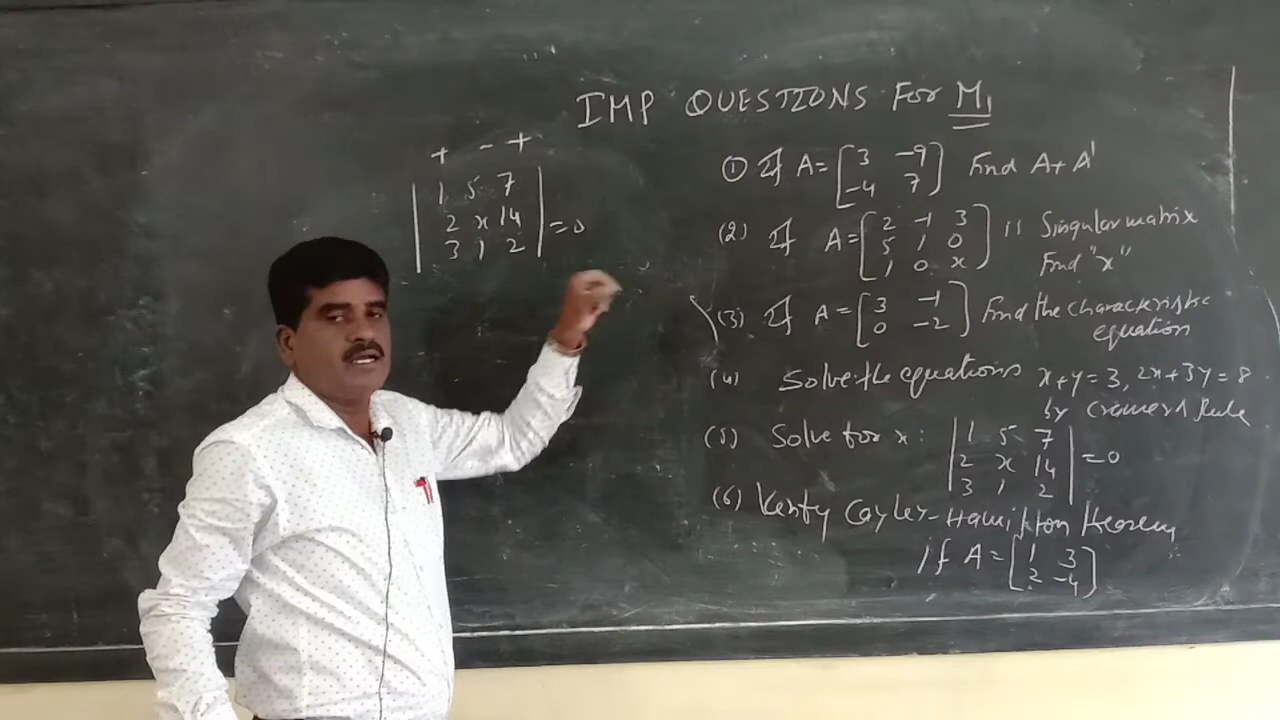 IMP QUESTIONS FOR M1
+ - +
1 5 7
2 x 14 = 0
3 1 2
(1) If A = [3 -9] Find A + A'
[-4 7]
(2) If A = [2 -1 3] is Singular matrix
[5 1 0]
[1 0 x] Find "x"
(3) If A = [3 -1] Find the characteristic
[0 -2] equation
(4) Solve the equations x+y=3, 2x+3y=8
by cramer's Rule
(5) Solve for x: |1 5 7|
|2 x 14| = 0
|3 1 2|
(6) Verify Cayley-Hamilton theorem
if A = [1 3]
[2 -4]